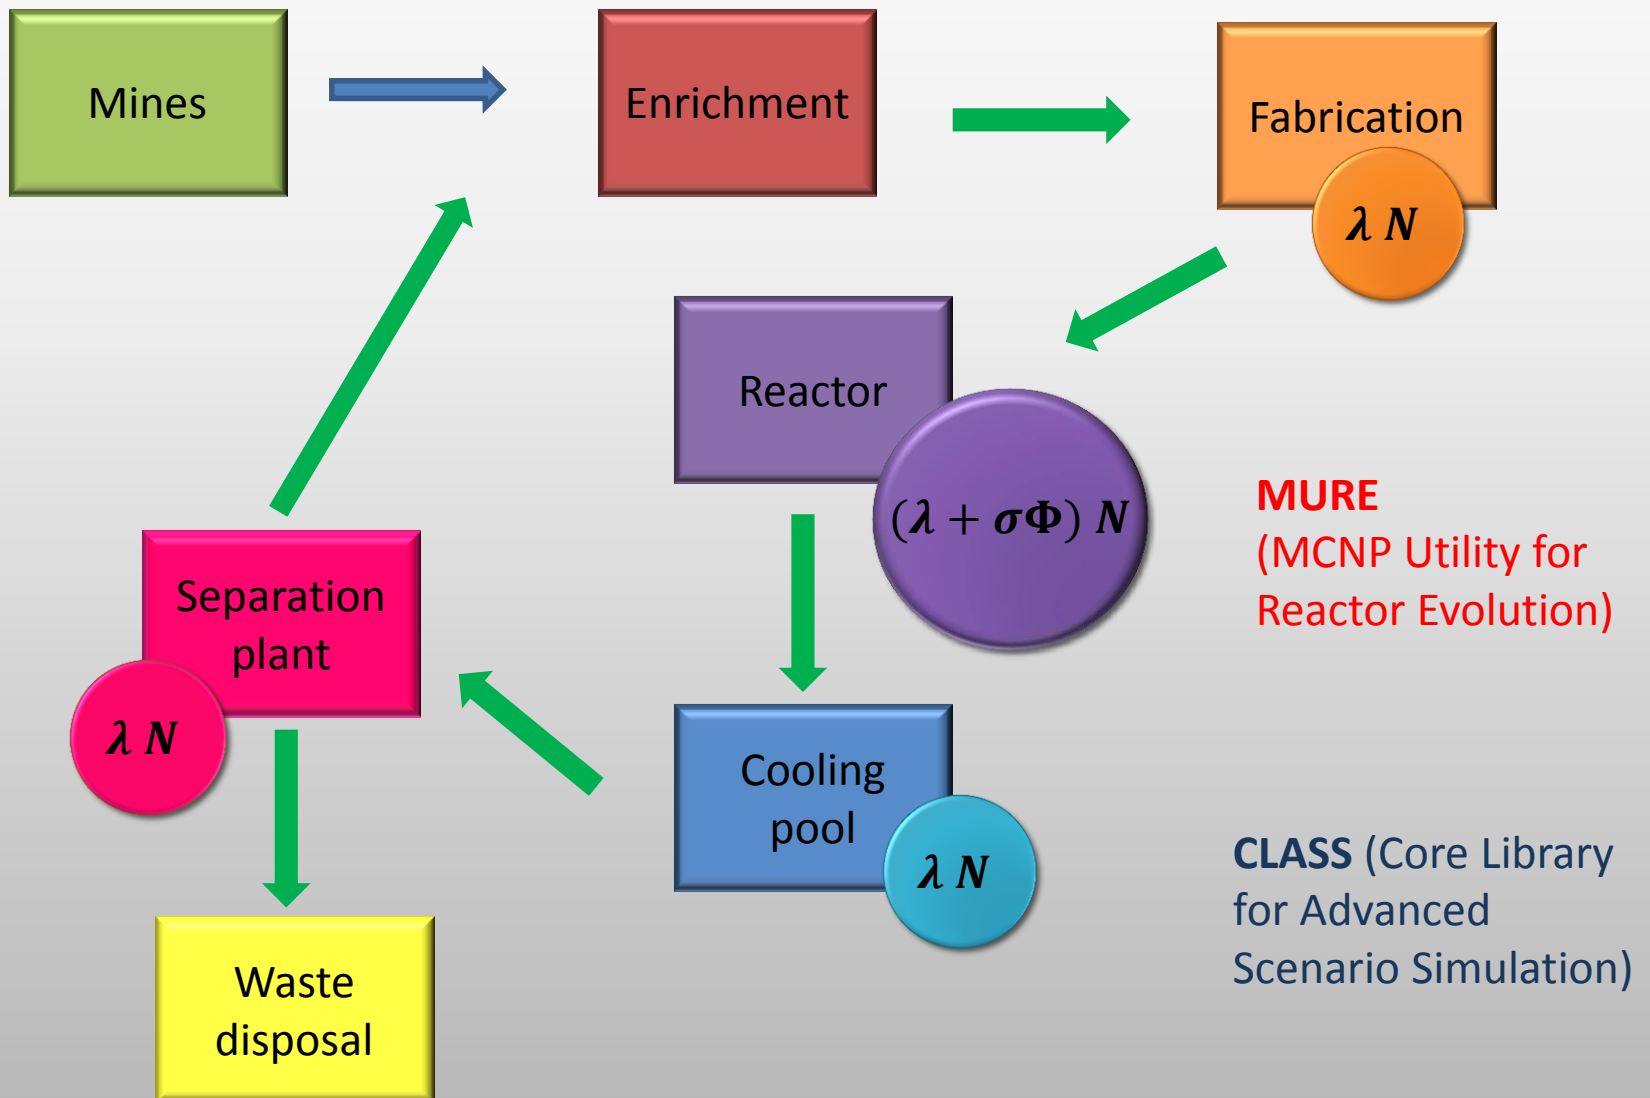 Mines
Enrichment
Fabrication
λ N
Reactor
(λ + σΦ) N
MURE
(MCNP Utility for
Reactor Evolution)
Separation
plant
λ N
Cooling
pool
λ N
CLASS (Core Library
for Advanced
Scenario Simulation)
Waste
disposal